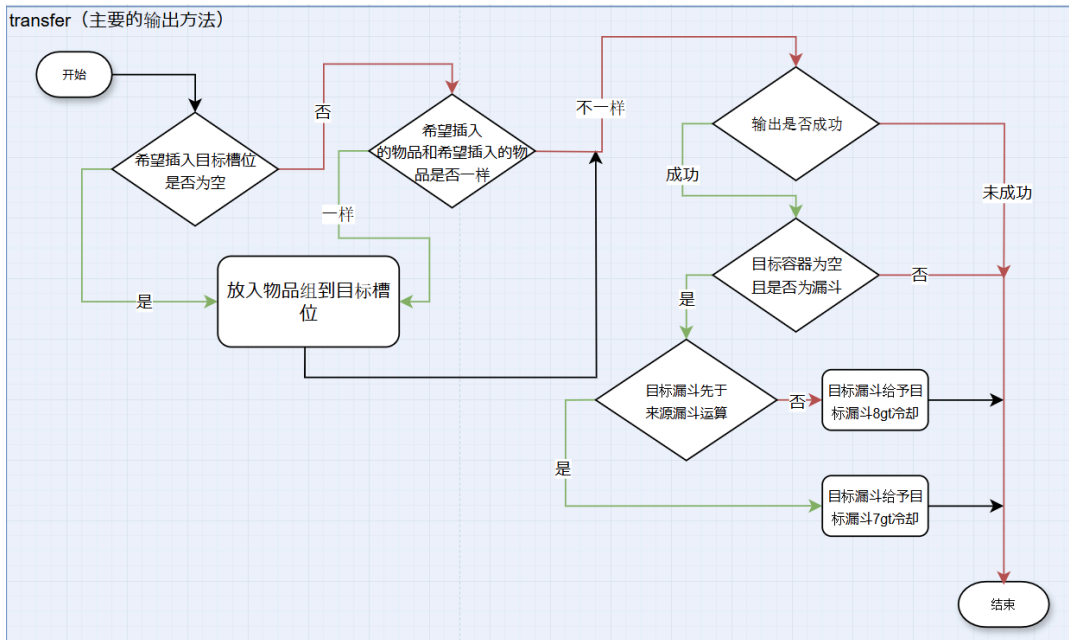 transfer（主要的输出方法）
开始
希望插入目标槽位
是否为空
否
希望插入
的物品和希望插入的物
品是否一样
不一样
输出是否成功
一样
成功
未成功
是
放入物品组到目标槽
位
目标容器为空
且是否为漏斗
否
是
目标漏斗先于
来源漏斗运算
否
目标漏斗给予目
标漏斗8gt冷却
是
目标漏斗给予目
标漏斗7gt冷却
结束